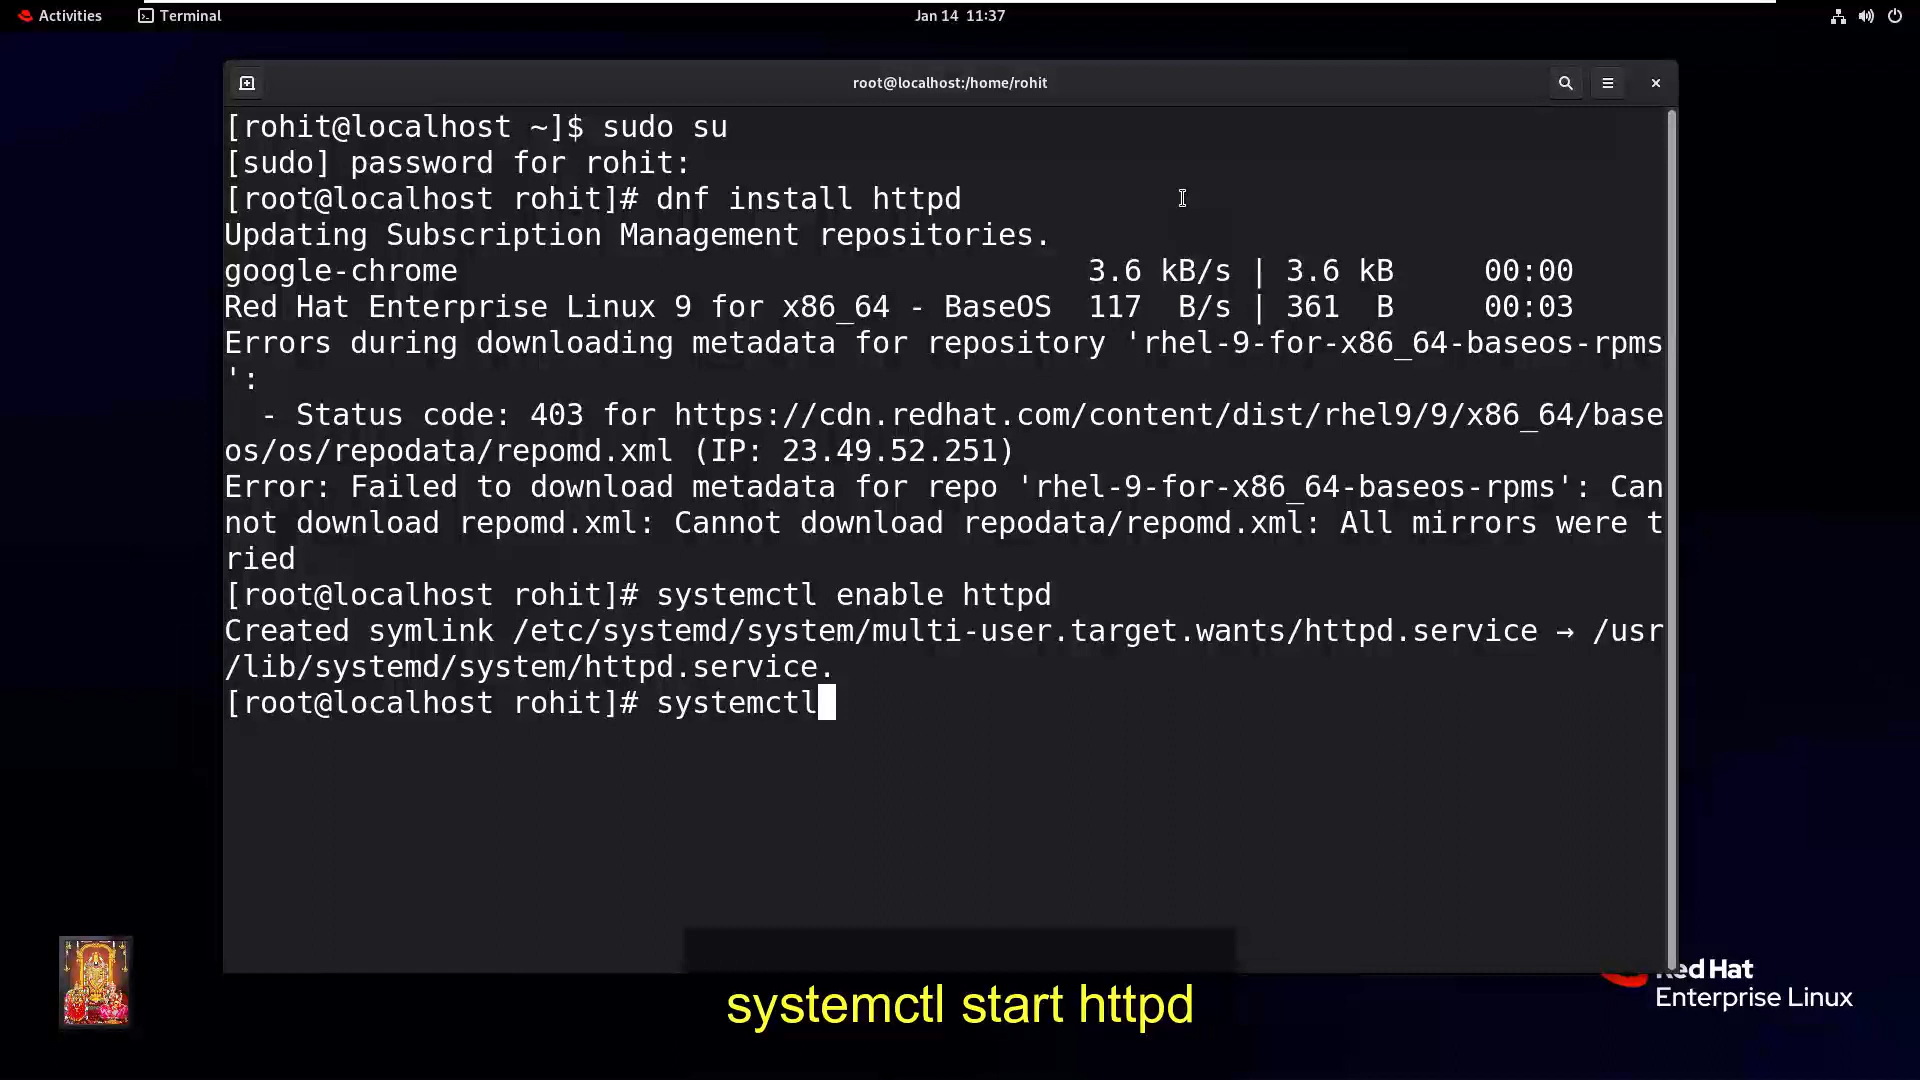 Activities Terminal Jan 14 11:37
root@localhost:/home/rohit
[rohit@localhost ~]$ sudo su
[sudo] password for rohit:
[root@localhost rohit]# dnf install httpd
Updating Subscription Management repositories.
google-chrome 3.6 kB/s | 3.6 kB 00:00
Red Hat Enterprise Linux 9 for x86_64 - BaseOS 117 B/s | 361 B 00:03
Errors during downloading metadata for repository 'rhel-9-for-x86_64-baseos-rpms
':
- Status code: 403 for https://cdn.redhat.com/content/dist/rhel9/9/x86_64/base
os/os/repodata/repomd.xml (IP: 23.49.52.251)
Error: Failed to download metadata for repo 'rhel-9-for-x86_64-baseos-rpms': Can
not download repomd.xml: Cannot download repodata/repomd.xml: All mirrors were t
ried
[root@localhost rohit]# systemctl enable httpd
Created symlink /etc/systemd/system/multi-user.target.wants/httpd.service → /usr
/lib/systemd/system/httpd.service.
[root@localhost rohit]# systemctl
Red Hat
Enterprise Linux
systemctl start httpd